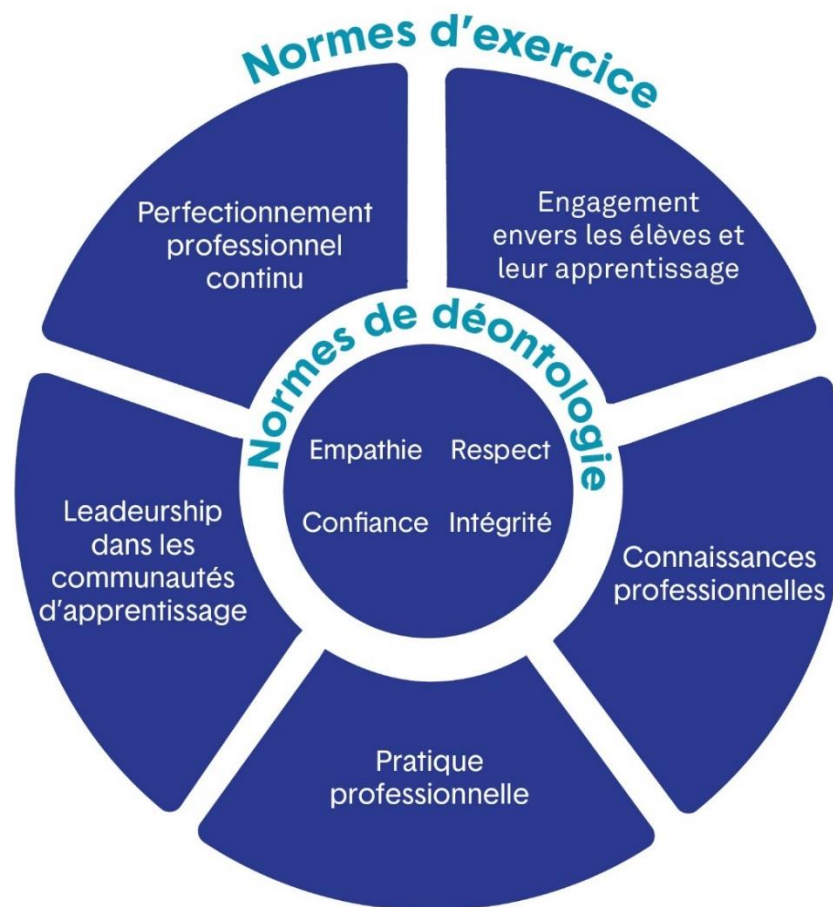 Normes d’exercice
Perfectionnement
professionnel
continu
Engagement
envers les élèves et
leur apprentissage
Normes de déontologie
Empathie Respect
Confiance Intégrité
Leadeurship
dans les
communautés
d’apprentissage
Connaissances
professionnelles
Pratique
professionnelle